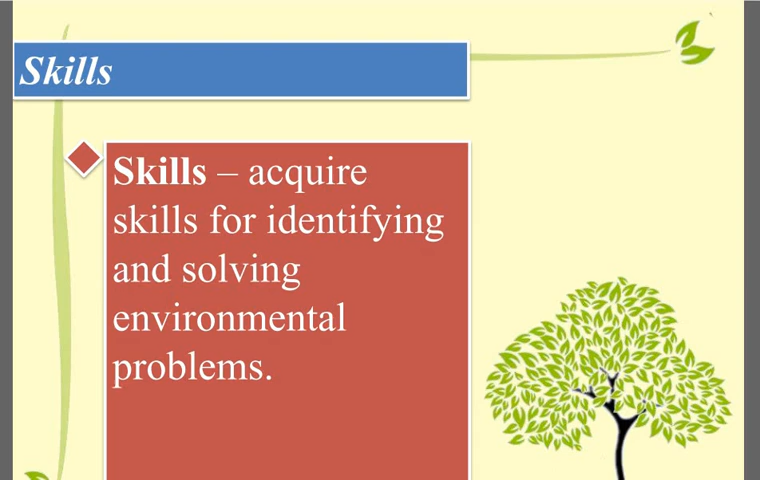 Skills
Skills – acquire
skills for identifying
and solving
environmental
problems.